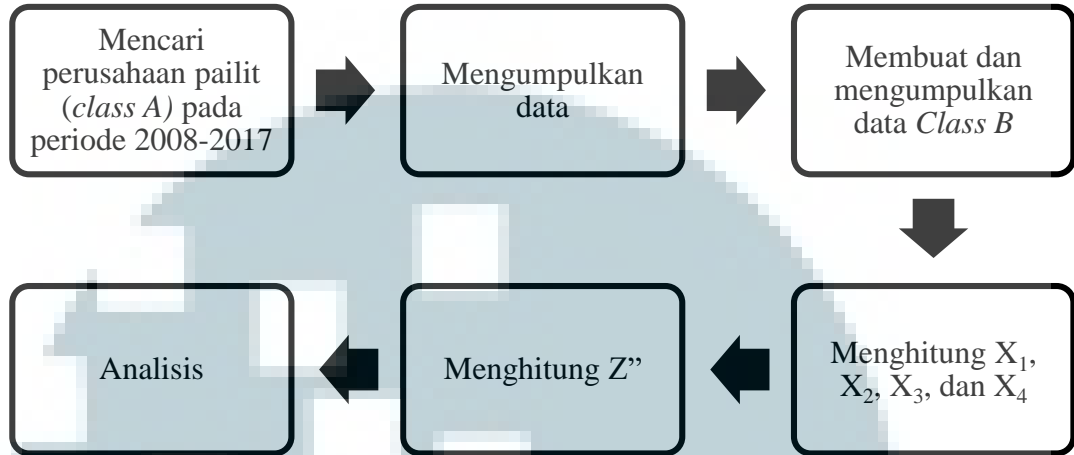 Mencari
perusahaan pailit
(class A) pada
periode 2008-2017
Mengumpulkan
data
Membuat dan
mengumpulkan
data Class B
Menghitung X₁,
X₂, X₃, dan X₄
Menghitung Z”
Analisis